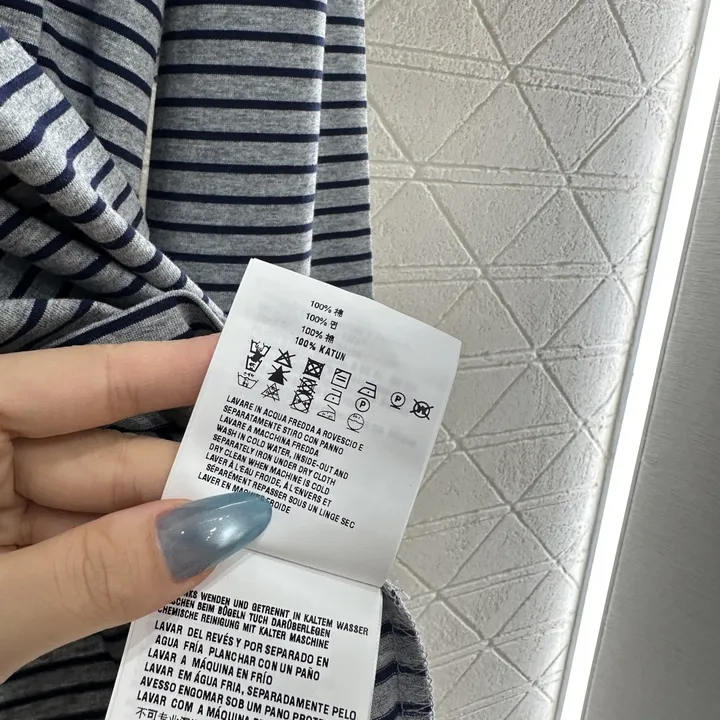 100% 棉
100% 면
100% 棉
100% KATUN
P
W
P
LAVARE IN ACQUA FREDDA A ROVESCIO E
SEPARATAMENTE STIRO CON PANNO
LAVARE A MACCHINA FREDDA
WASH IN COLD WATER, INSIDE-OUT AND
SEPARATELY IRON UNDER DRY CLOTH
DRY CLEAN WHEN MACHINE IS COLD
LAVER À L'EAU FROIDE, À L'ENVERS ET
SÉPARÉMENT REPASSER SOUS UN LINGE SEC
LAVER EN FROIDE
WENDEN UND GETRENNT IN KALTEM WASSER
BEIM BÜGELN TUCH DARÜBERLEGEN
CHEMISCHE REINIGUNG MIT KALTER MASCHINE
LAVAR DEL REVÉS Y POR SEPARADO EN
AGUA FRÍA PLANCHAR CON UN PAÑO
LAVAR A MÁQUINA EN FRÍO
LAVAR EM ÁGUA FRIA, SEPARADAMENTE PELO
AVESSO ENGOMAR SOB UM PANO
LAVAR COM A MÁQUINA
不可专业